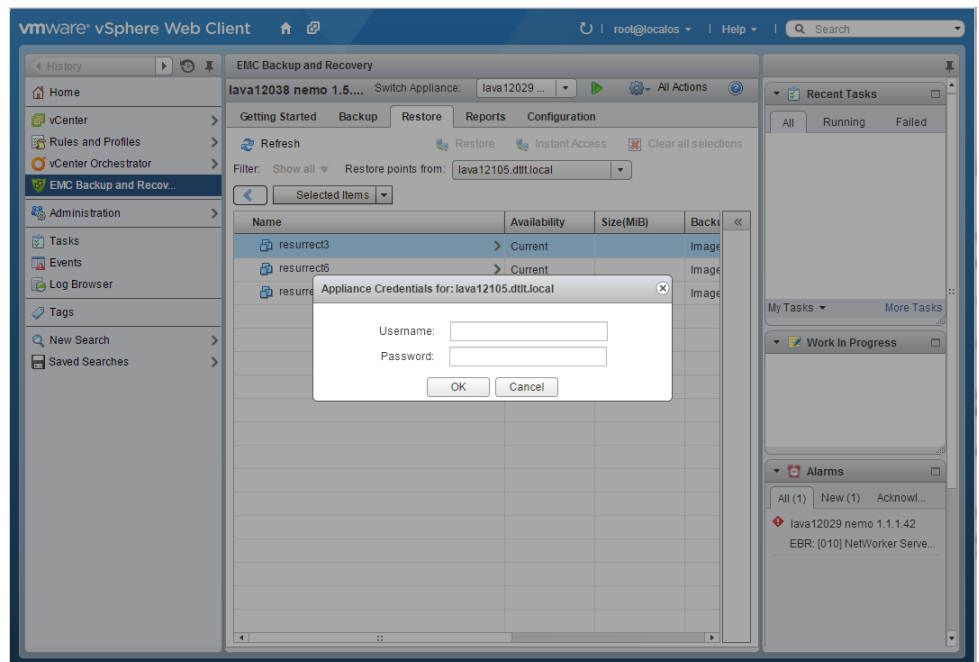 vmware® vSphere Web Client
root@localos
Help
Search
History
Home
vCenter
Rules and Profiles
vCenter Orchestrator
EMC Backup and Recov...
Administration
Tasks
Events
Log Browser
Tags
New Search
Saved Searches
EMC Backup and Recovery
lava12038 nemo 1.5.... Switch Appliance: lava12029 ... All Actions
Getting Started Backup Restore Reports Configuration
Refresh Restore Instant Access Clear all selections
Filter: Show all Restore points from: lava12105.dtlt.local
Selected Items
Name Availability Size(MiB) Backu
resurrect3 Current Image
resurrect6 Current Image
resurre Image
Appliance Credentials for: lava12105.dtlt.local
Username:
Password:
OK Cancel
Recent Tasks
All Running Failed
My Tasks More Tasks
Work In Progress
Alarms
All (1) New (1) Acknowl...
lava12029 nemo 1.1.1.42
EBR: [010] NetWorker Serve...